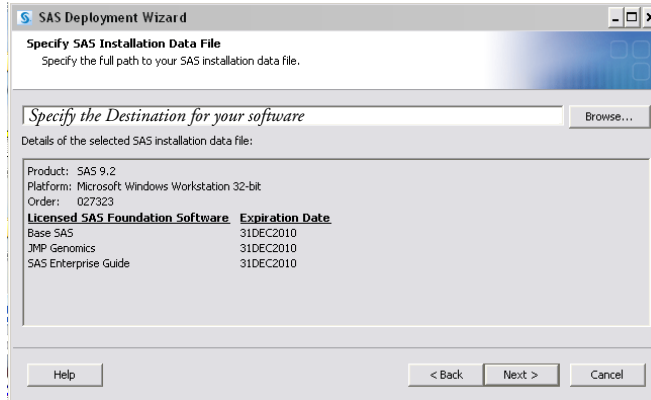 SAS Deployment Wizard
Specify SAS Installation Data File
Specify the full path to your SAS installation data file.
Specify the Destination for your software
Browse...
Details of the selected SAS installation data file:
Product: SAS 9.2
Platform: Microsoft Windows Workstation 32-bit
Order: 027323
Licensed SAS Foundation Software Expiration Date
Base SAS 31DEC2010
JMP Genomics 31DEC2010
SAS Enterprise Guide 31DEC2010
Help < Back Next > Cancel